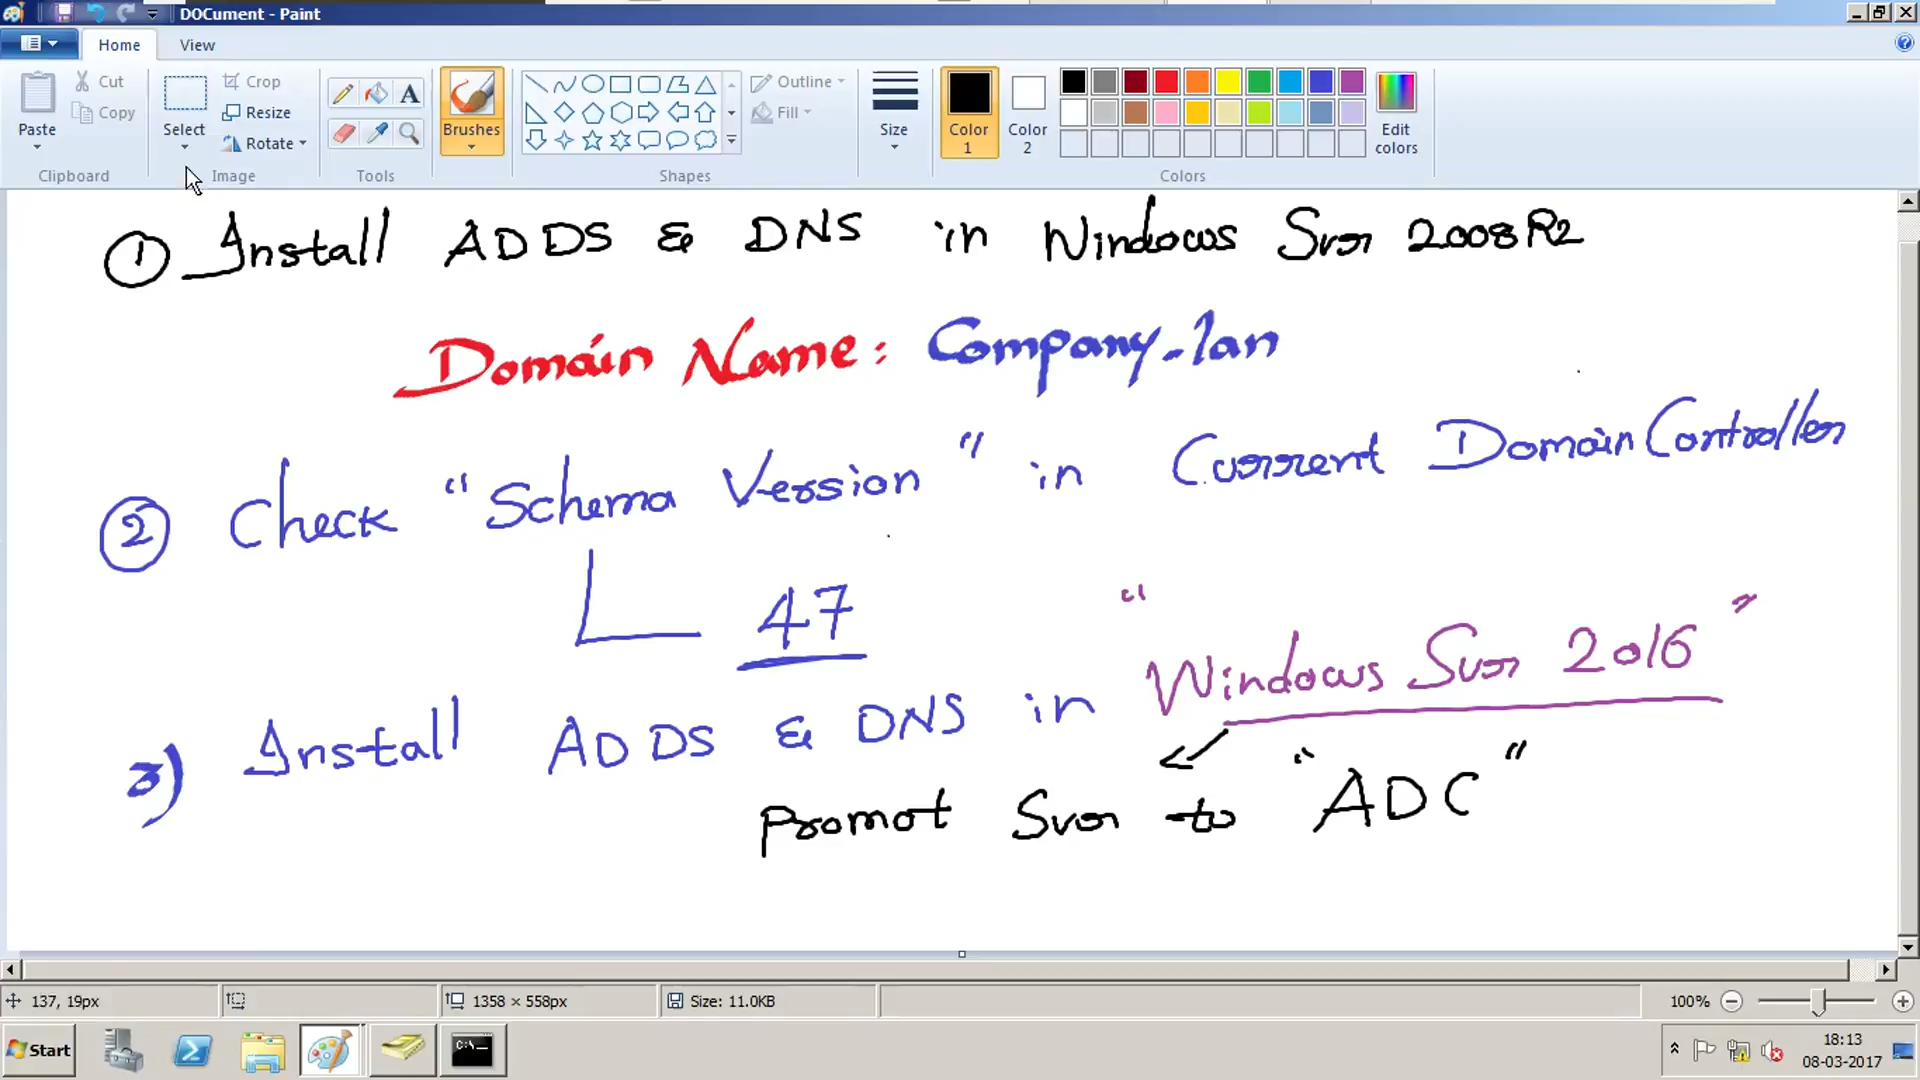 DOCument - Paint
Home View
Paste Cut Copy Clipboard
Select Crop Resize Rotate Image
Tools
Brushes
Outline Fill Shapes
Size
Color 1 Color 2 Edit colors Colors
① Install ADDS & DNS in Windows Svr 2008R2
Domain Name: Company.lan
② Check "Schema Version" in Current Domain Controller
47
3) Install ADDS & DNS in "Windows Svr 2016"
Promot Svr to "ADC"
137, 19px 1358 × 558px Size: 11.0KB 100%
Start C:\_ 18:13
08-03-2017